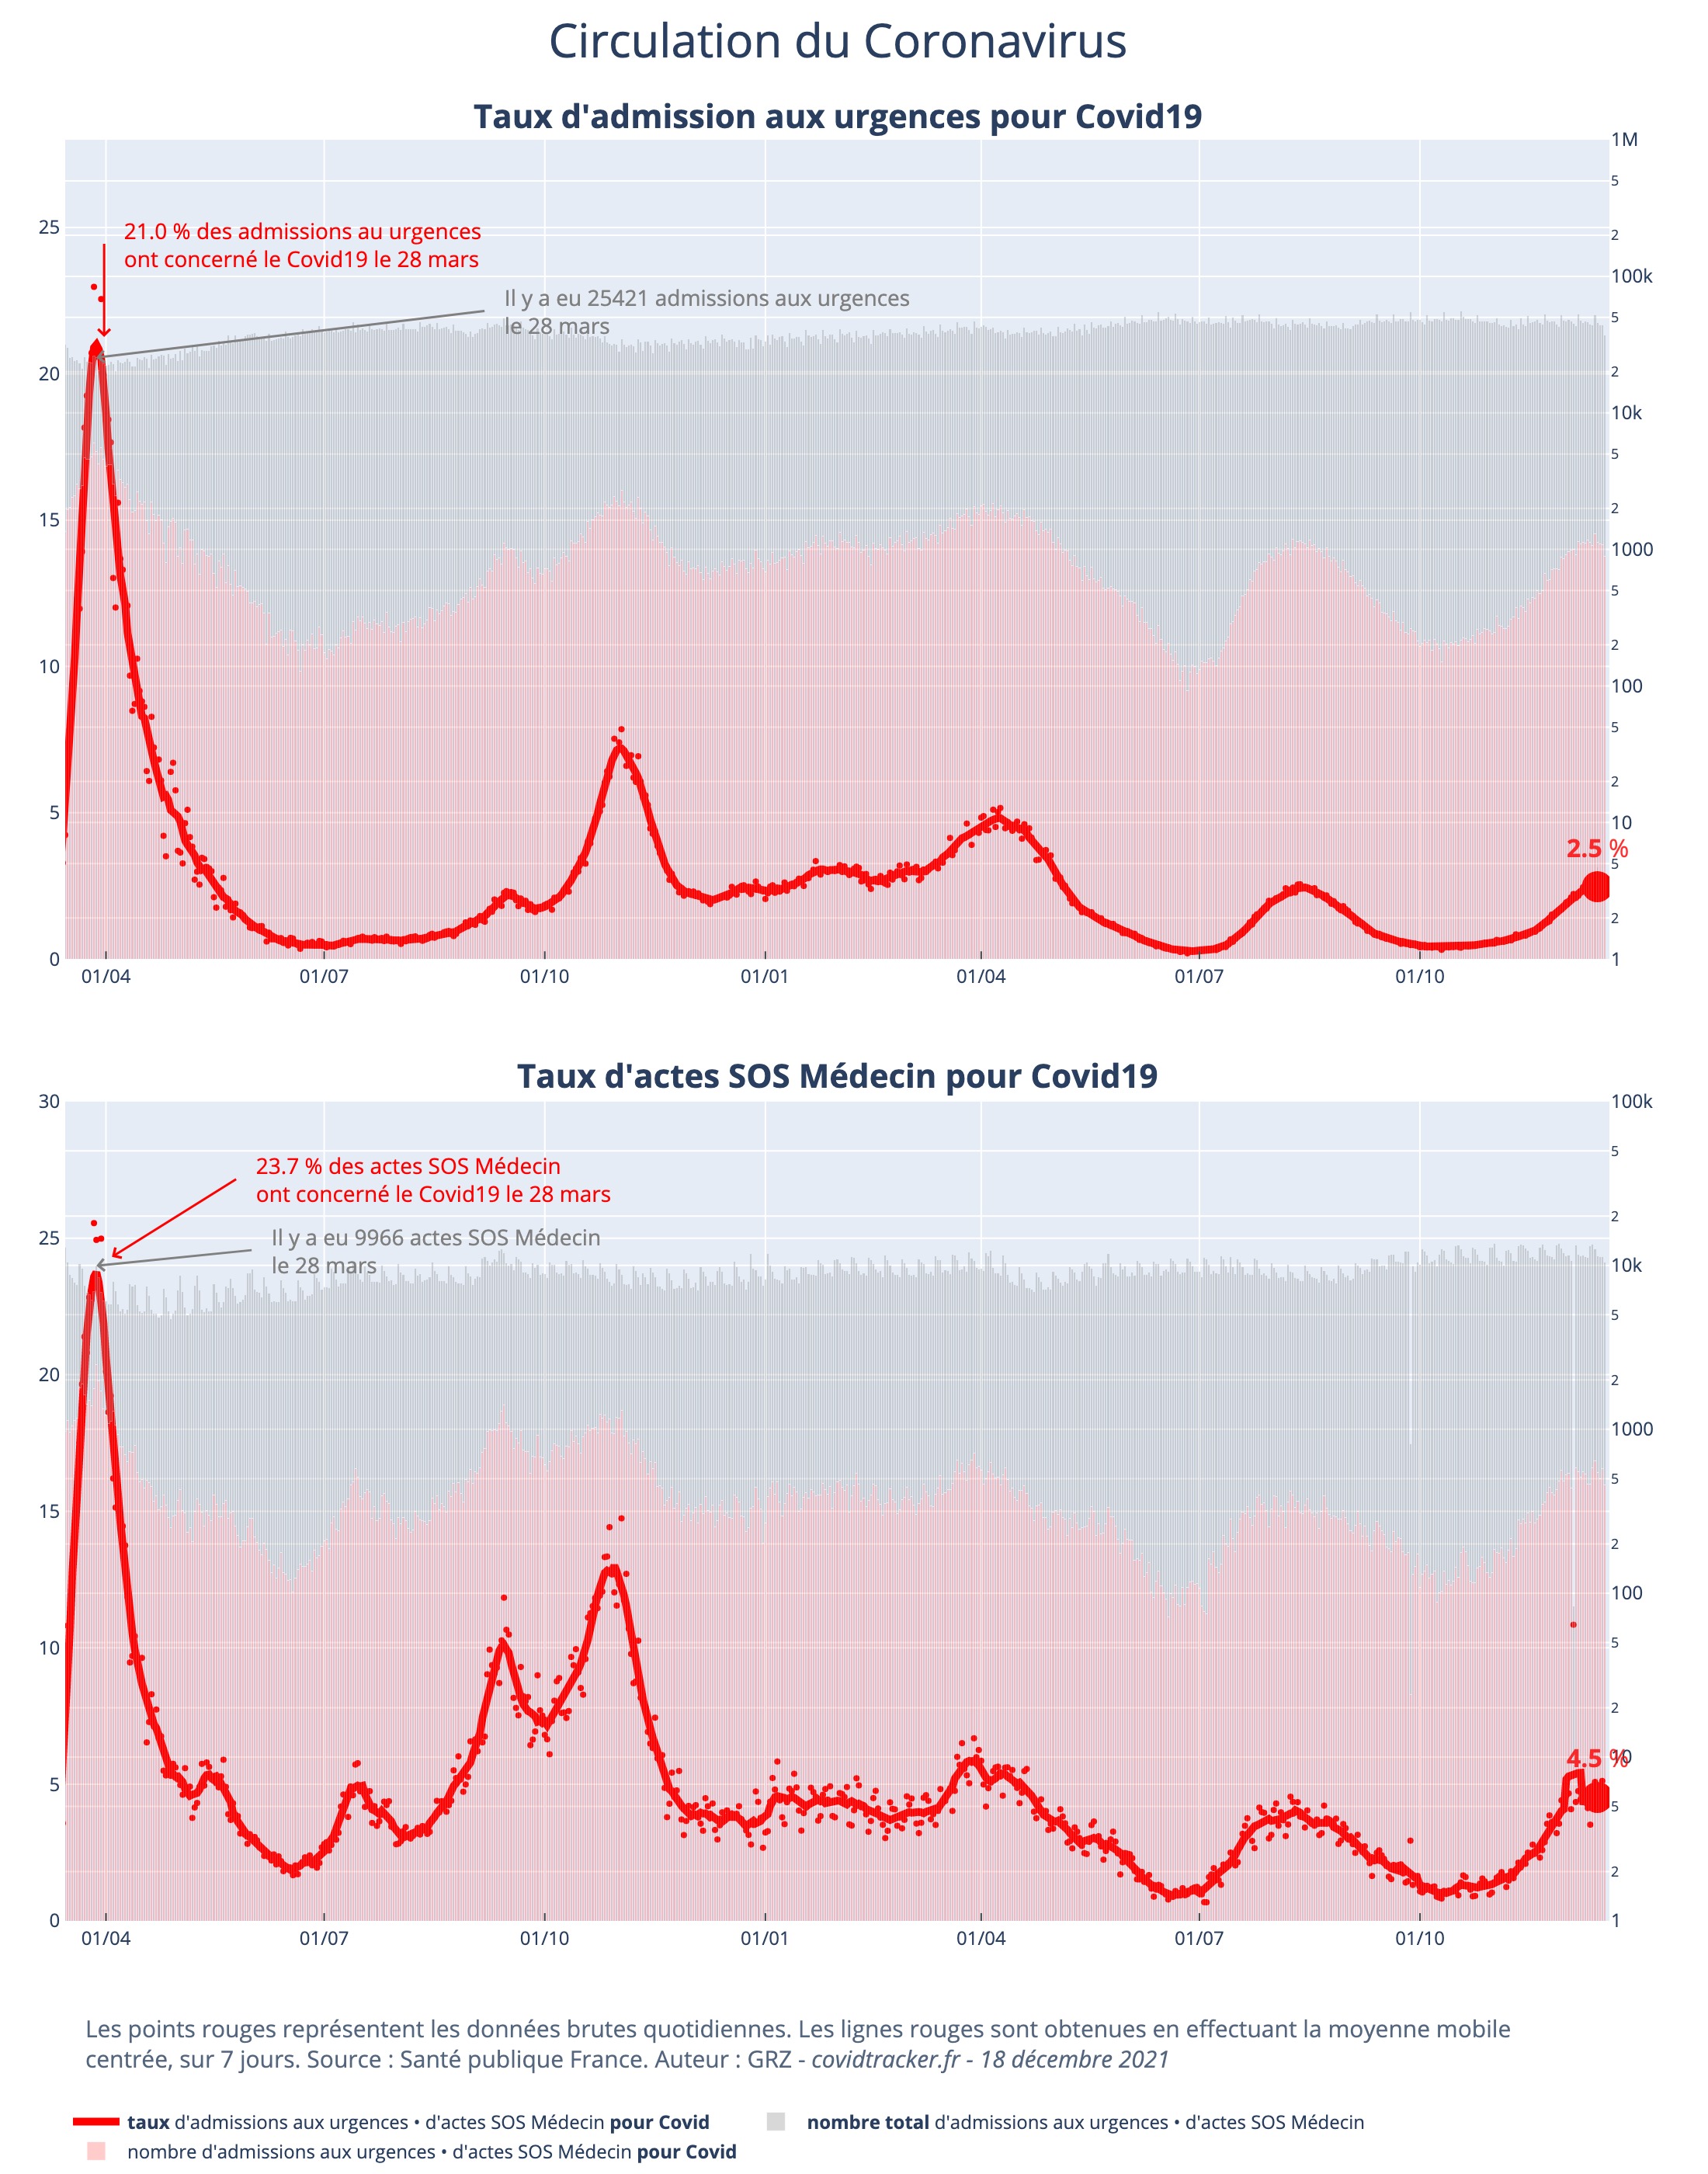 Circulation du Coronavirus
Taux d'admission aux urgences pour Covid19
1M
5
25
2
21.0 % des admissions au urgences
ont concerné le Covid19 le 28 mars
100k
Il y a eu 25421 admissions aux urgences
le 28 mars
5
20
2
10k
5
15
2
1000
5
10
2
100
5
2
5
10
2.5 %
5
2
0
1
01/04
01/07
01/10
01/01
01/04
01/07
01/10
Taux d'actes SOS Médecin pour Covid19
30
100k
5
23.7 % des actes SOS Médecin
ont concerné le Covid19 le 28 mars
2
25
Il y a eu 9966 actes SOS Médecin
le 28 mars
10k
5
20
2
1000
15
5
2
100
10
5
2
4.5 %
10
5
5
2
0
1
01/04
01/07
01/10
01/01
01/04
01/07
01/10
Les points rouges représentent les données brutes quotidiennes. Les lignes rouges sont obtenues en effectuant la moyenne mobile
centrée, sur 7 jours. Source : Santé publique France. Auteur : GRZ - covidtracker.fr - 18 décembre 2021
taux d'admissions aux urgences • d'actes SOS Médecin pour Covid
nombre total d'admissions aux urgences • d'actes SOS Médecin
nombre d'admissions aux urgences • d'actes SOS Médecin pour Covid